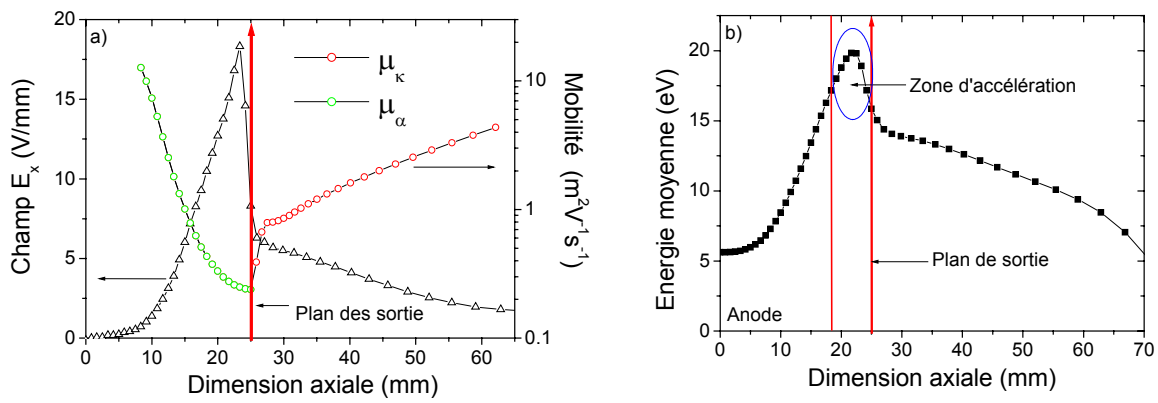 a)
Champ E_x (V/mm)
20
15
10
5
0
μ_κ
μ_α
Plan des sortie
10
1
0.1
Mobilité (m²V⁻¹s⁻¹)
0 10 20 30 40 50 60
Dimension axiale (mm)
b)
Energie moyenne (eV)
20
15
10
5
0
Zone d'accélération
Plan de sortie
Anode
0 10 20 30 40 50 60 70
Dimension axiale (mm)